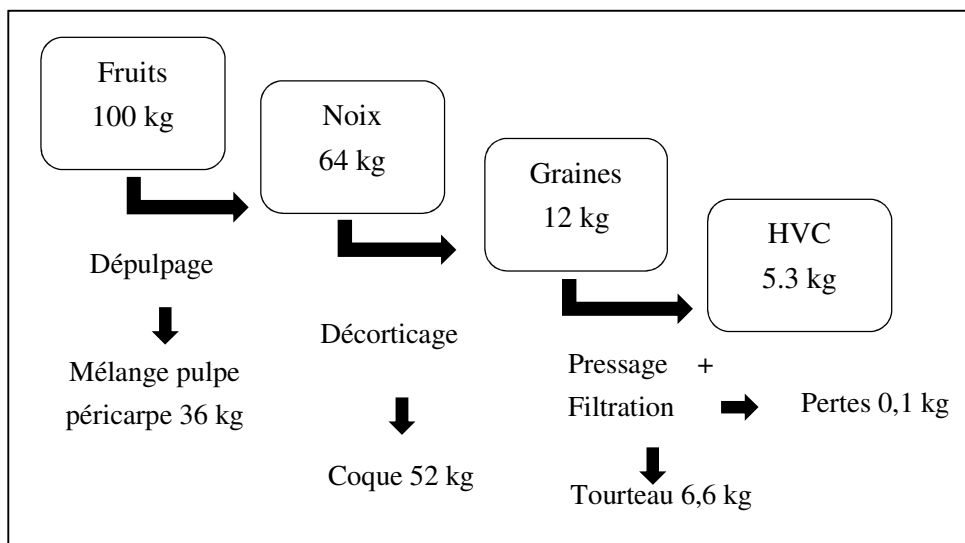 Fruits
100 kg
Noix
64 kg
Graines
12 kg
HVC
5.3 kg
Dépulpage
Mélange pulpe
péricarpe 36 kg
Décorticage
Coque 52 kg
Pressage +
Filtration
Pertes 0,1 kg
Tourteau 6,6 kg